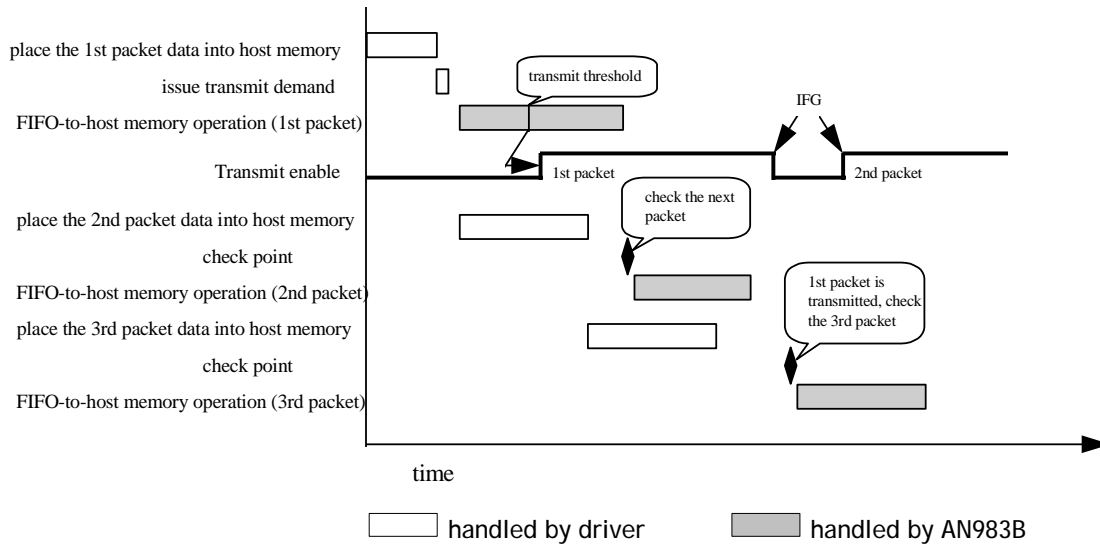 place the 1st packet data into host memory
issue transmit demand
transmit threshold
FIFO-to-host memory operation (1st packet)
IFG
Transmit enable
1st packet
2nd packet
check the next
packet
place the 2nd packet data into host memory
check point
FIFO-to-host memory operation (2nd packet)
1st packet is
transmitted, check
the 3rd packet
place the 3rd packet data into host memory
check point
FIFO-to-host memory operation (3rd packet)
time
handled by driver
handled by AN983B